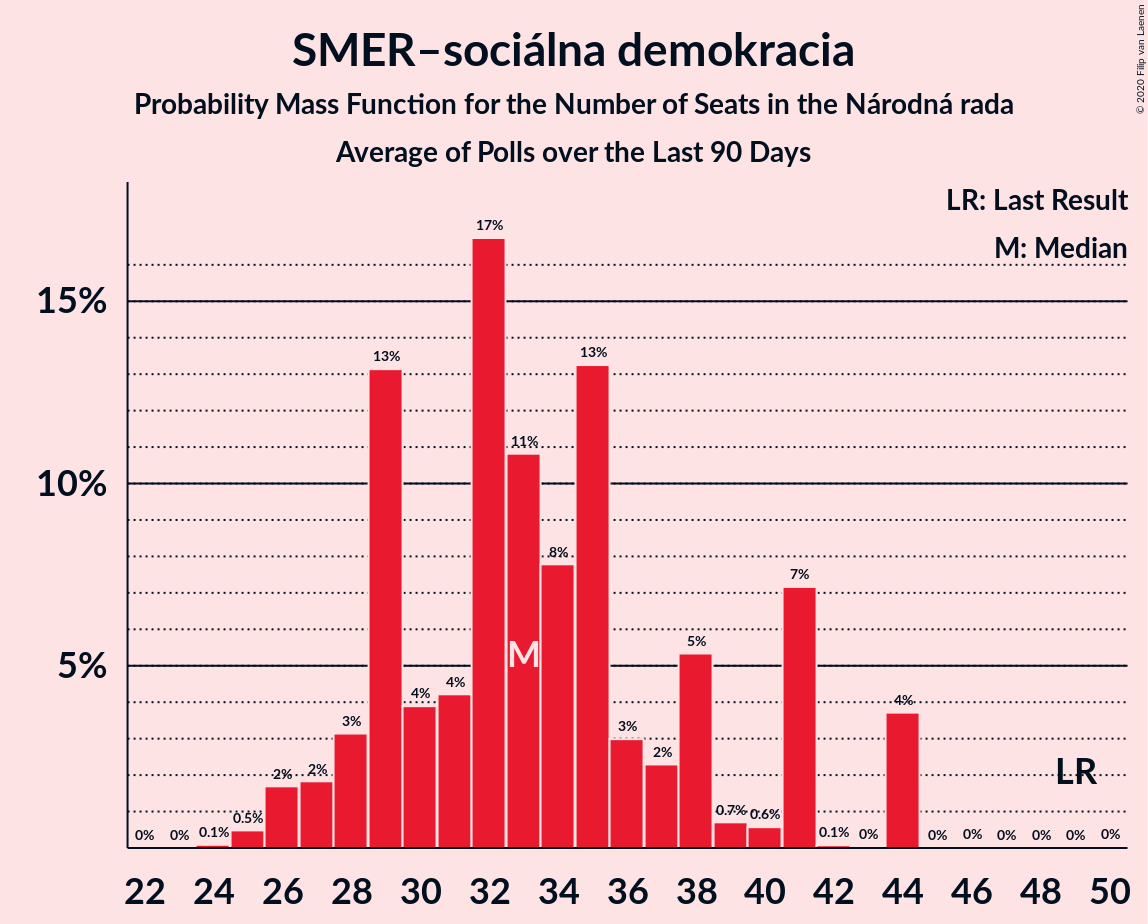 SMER–sociálna demokracia
Probability Mass Function for the Number of Seats in the Národná rada
Average of Polls over the Last 90 Days
© 2020 Filip van Laenen
LR: Last Result
M: Median
15%
10%
5%
0% 0% 0.1% 0.5% 2% 2% 3% 13% 4% 4% 17% 11% 8% 13% 3% 2% 5% 0.7% 0.6% 7% 0.1% 0% 4% 0% 0% 0% 0% 0% 0%
M
LR
22 24 26 28 30 32 34 36 38 40 42 44 46 48 50